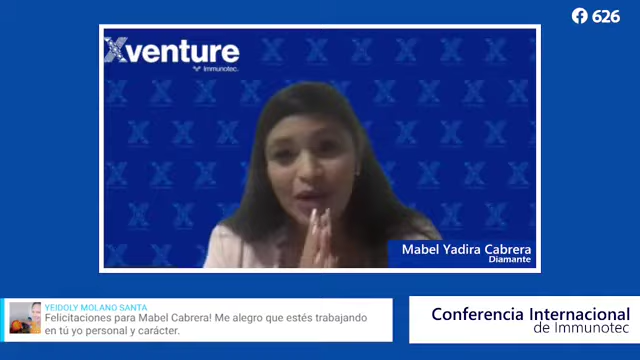 626
Xventure
Immunotec.
Mabel Yadira Cabrera
Diamante
YEIDOLY MOLANO SANTA
Felicitaciones para Mabel Cabrera! Me alegro que estés trabajando
en tú yo personal y carácter.
Conferencia Internacional
de Immunotec